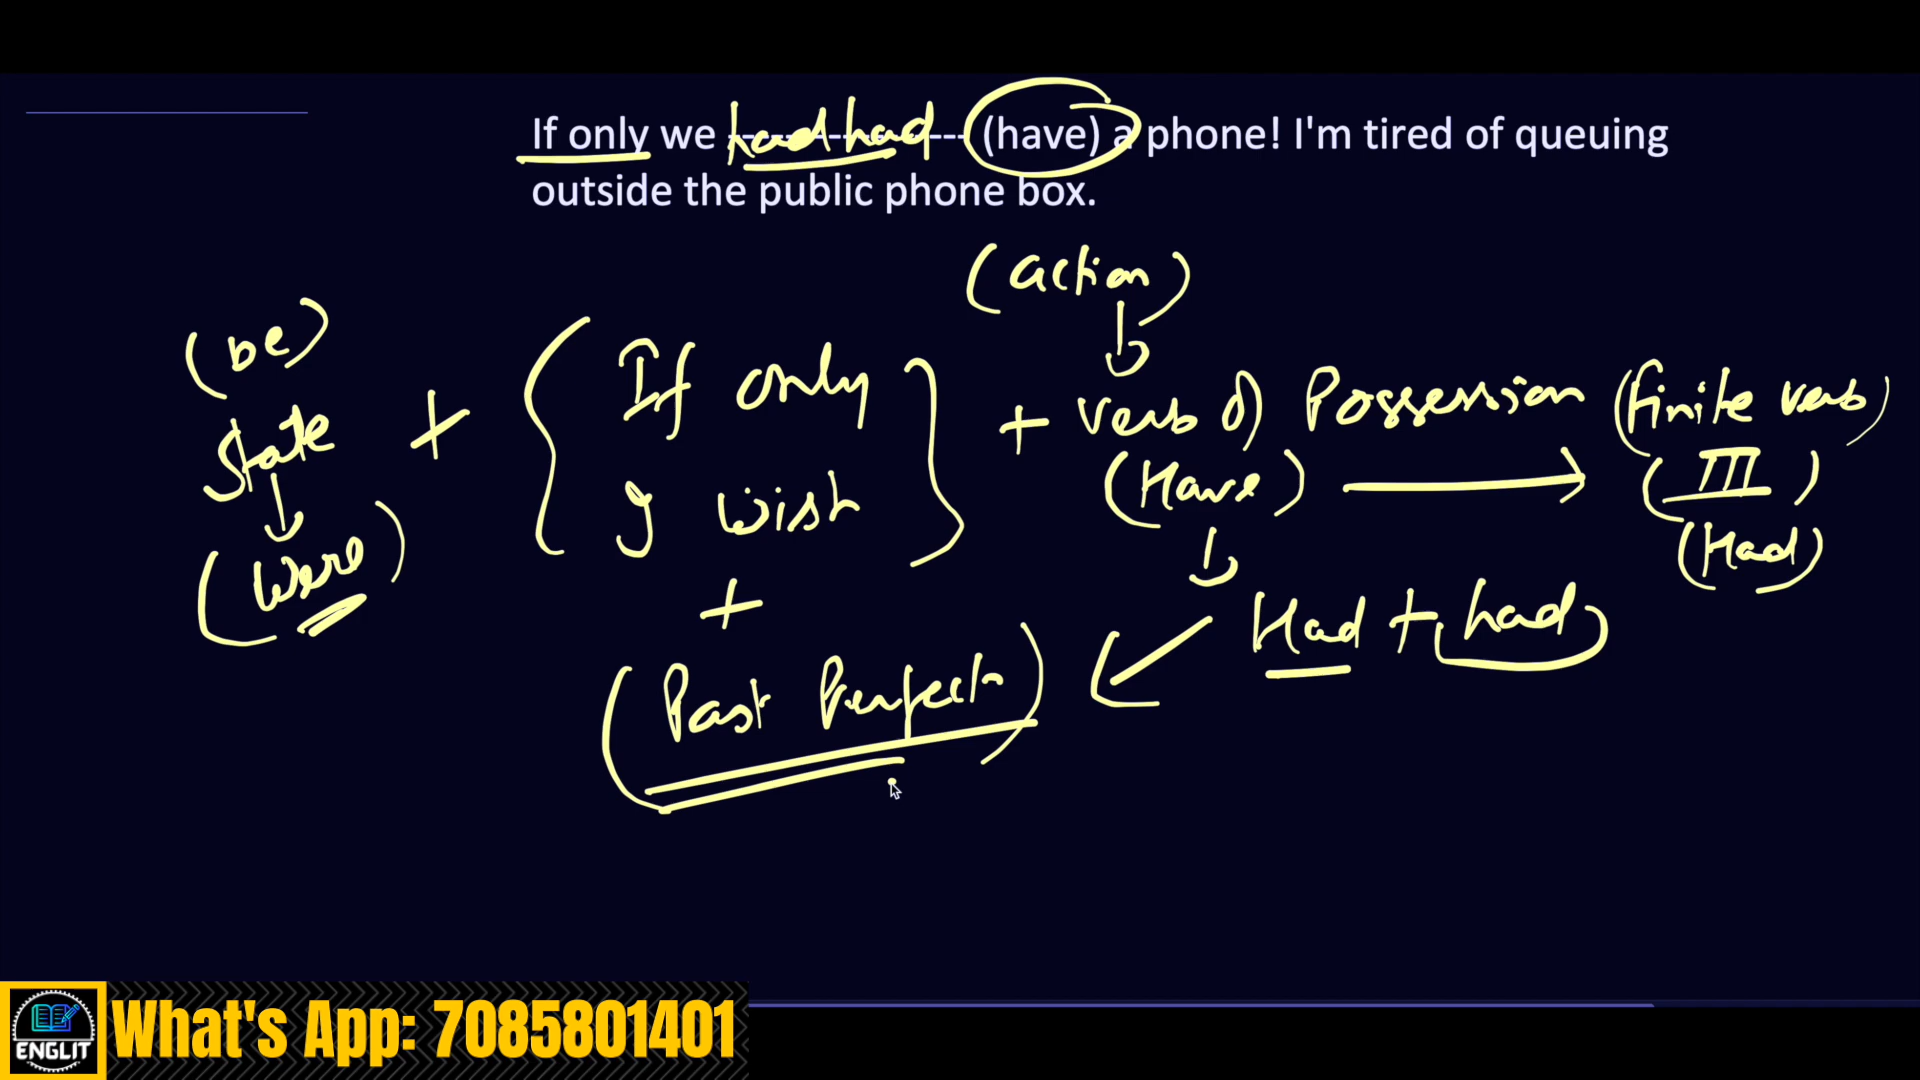 If only we had had (have) a phone! I'm tired of queuing
outside the public phone box.
(action)
(be)
State + { If only } + verb of Possession (finite verb)
I wish
(Have) → (III)
(were)
(Had)
+
Had + had
(Past Perfect)
What's App: 7085801401
ENGLIT